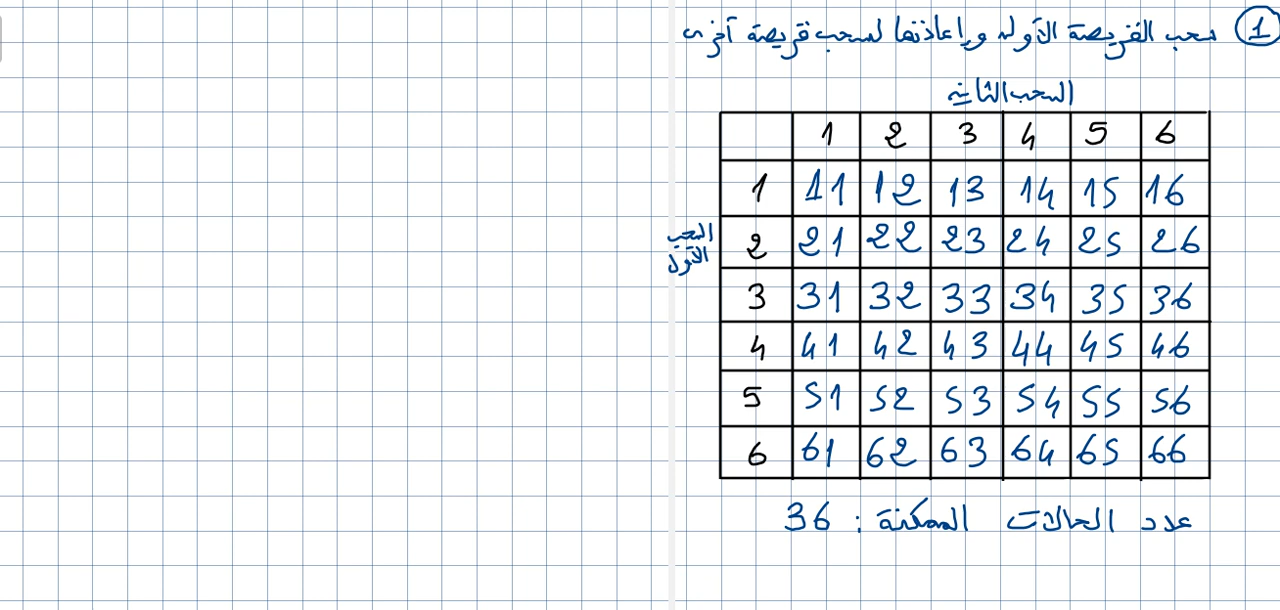 ① سحب القريصة الأولى وإعادتها لسحب قريصة أخرى
السحب الثانية
1 2 3 4 5 6
1 11 12 13 14 15 16
السحب الأول
2 21 22 23 24 25 26
3 31 32 33 34 35 36
4 41 42 43 44 45 46
5 51 52 53 54 55 56
6 61 62 63 64 65 66
عدد الحالات الممكنة : 36